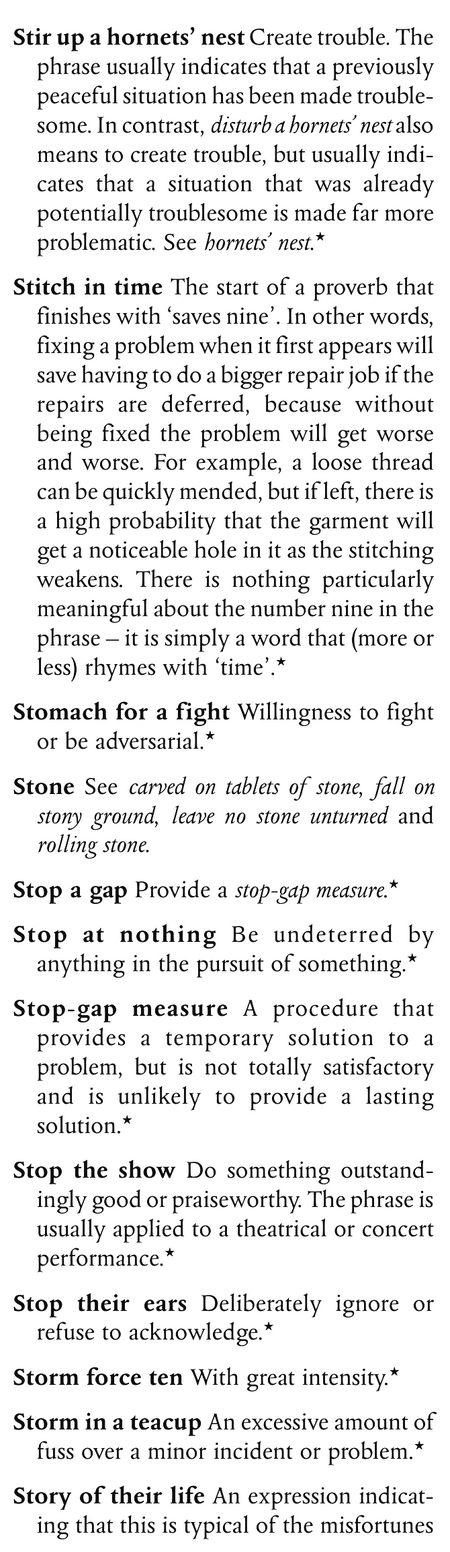 Stir up a hornets’ nest Create trouble. The
phrase usually indicates that a previously
peaceful situation has been made trouble-
some. In contrast, disturb a hornets’ nest also
means to create trouble, but usually indi-
cates that a situation that was already
potentially troublesome is made far more
problematic. See hornets’ nest.★
Stitch in time The start of a proverb that
finishes with ‘saves nine’. In other words,
fixing a problem when it first appears will
save having to do a bigger repair job if the
repairs are deferred, because without
being fixed the problem will get worse
and worse. For example, a loose thread
can be quickly mended, but if left, there is
a high probability that the garment will
get a noticeable hole in it as the stitching
weakens. There is nothing particularly
meaningful about the number nine in the
phrase – it is simply a word that (more or
less) rhymes with ‘time’.★
Stomach for a fight Willingness to fight
or be adversarial.★
Stone See carved on tablets of stone, fall on
stony ground, leave no stone unturned and
rolling stone.
Stop a gap Provide a stop-gap measure.★
Stop at nothing Be undeterred by
anything in the pursuit of something.★
Stop-gap measure A procedure that
provides a temporary solution to a
problem, but is not totally satisfactory
and is unlikely to provide a lasting
solution.★
Stop the show Do something outstand-
ingly good or praiseworthy. The phrase is
usually applied to a theatrical or concert
performance.★
Stop their ears Deliberately ignore or
refuse to acknowledge.★
Storm force ten With great intensity.★
Storm in a teacup An excessive amount of
fuss over a minor incident or problem.★
Story of their life An expression indicat-
ing that this is typical of the misfortunes